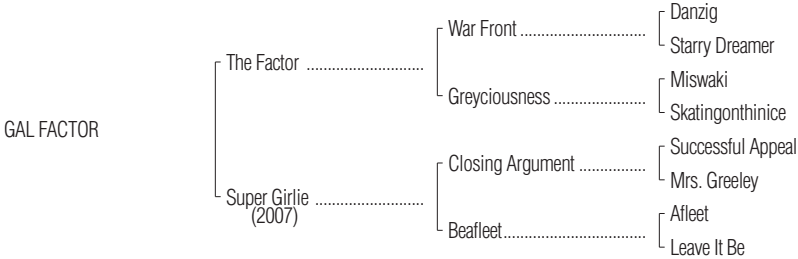 Danzig
War Front ..............................
Starry Dreamer
The Factor ............................
Miswaki
Greyciousness ......................
Skatingonthinice
GAL FACTOR
Successful Appeal
Closing Argument ................
Mrs. Greeley
Super Girlie ..........................
(2007)
Afleet
Beafleet..................................
Leave It Be